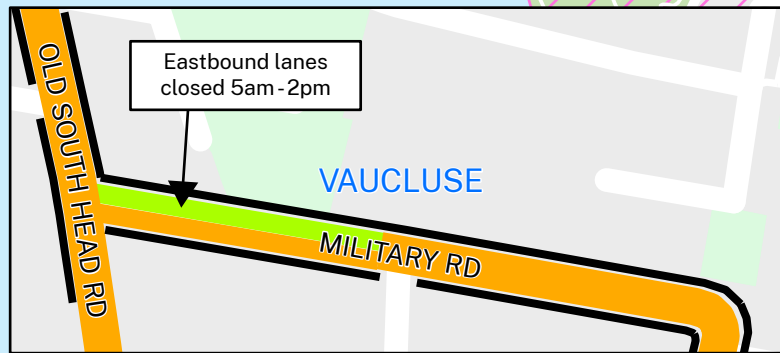 Eastbound lanes
closed 5am - 2pm
OLD SOUTH HEAD RD
VAUCLUSE
MILITARY RD